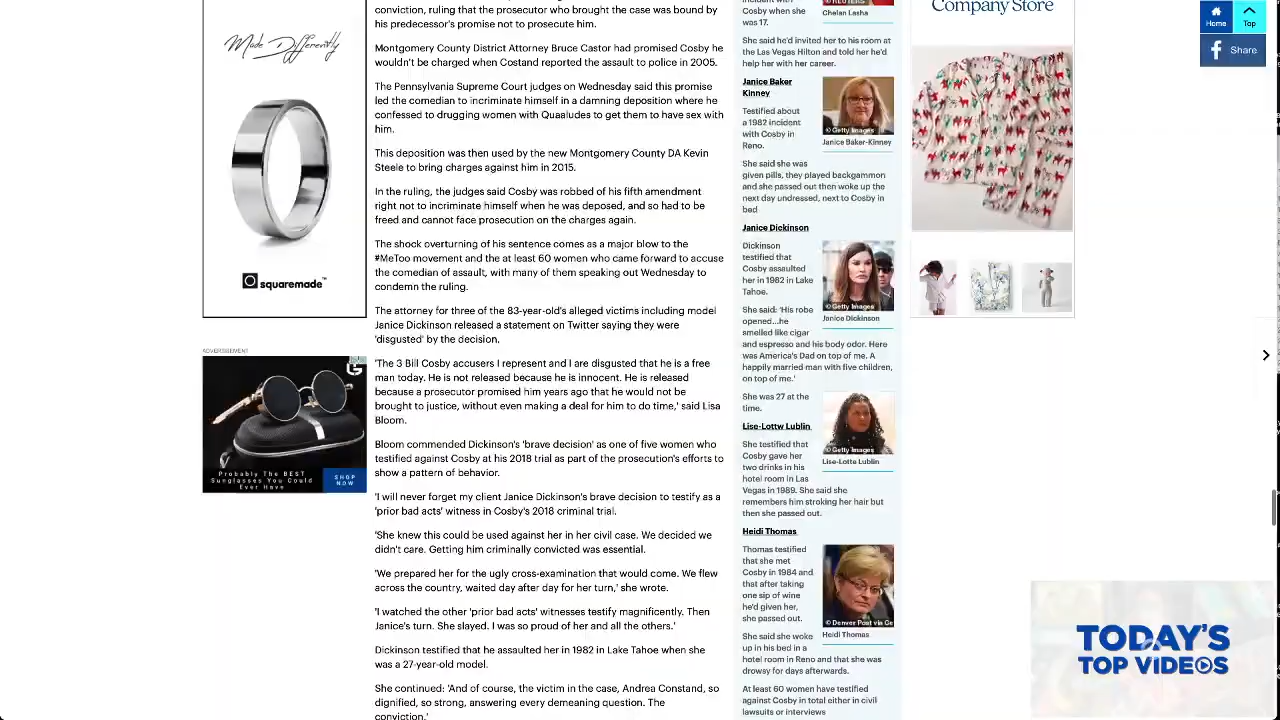 conviction, ruling that the prosecutor who brought the case was bound by
his predecessor's promise not to prosecute him.
Montgomery County District Attorney Bruce Castor had promised Cosby he
wouldn't be charged when Costand reported the assault to police in 2005.
The Pennsylvania Supreme Court judges on Wednesday said this promise
led the comedian to incriminate himself in a damning deposition where he
confessed to drugging women with Quaaludes to get them to have sex with
him.
This deposition was then used by the new Montgomery County DA Kevin
Steele to bring charges against him in 2015.
In the ruling, the judges said Cosby was robbed of his fifth amendment
right not to incriminate himself when he was deposed, and so had to be
freed and cannot face prosecution on the charges again.
The shock overturning of his sentence comes as a major blow to the
#MeToo movement and the at least 60 women who came forward to accuse
the comedian of assault, with many of them speaking out Wednesday to
condemn the ruling.
The attorney for three of the 83-year-old's alleged victims including model
Janice Dickinson released a statement on Twitter saying they were
'disgusted' by the decision.
'The 3 Bill Cosby accusers I represent and I are disgusted that he is a free
man today. He is not released because he is innocent. He is released
because a prosecutor promised him years ago that he would not be
brought to justice, without even making a deal for him to do time,' said Lisa
Bloom.
Bloom commended Dickinson's 'brave decision' as one of five women who
testified against Cosby at his 2018 trial as part of the prosecution's efforts to
show a pattern of behavior.
'I will never forget my client Janice Dickinson's brave decision to testify as a
'prior bad acts' witness in Cosby's 2018 criminal trial.
'She knew this could be used against her in her civil case. We decided we
didn't care. Getting him criminally convicted was essential.
'We prepared her for the ugly cross-examination that would come. We flew
across the country, waited day after day for her turn,' she wrote.
'I watched the other 'prior bad acts' witnesses testify magnificently. Then
Janice's turn. She slayed. I was so proud of her and all the others.'
Dickinson testified that he assaulted her in 1982 in Lake Tahoe when she
was a 27-year-old model.
She continued: 'And of course, the victim in the case, Andrea Constand, so
dignified, so strong, answering every demeaning question. The
conviction.'
Made Differently
squaremade™
ADVERTISEMENT
Probably The BEST
Sunglasses You Could
Ever Have
SHOP
NOW
incident with
Cosby when she
was 17.
© REUTERS
Chelan Lasha
She said he'd invited her to his room at
the Las Vegas Hilton and told her he'd
help her with her career.
Janice Baker
Kinney
Testified about
a 1982 incident
with Cosby in
Reno.
© Getty Images
Janice Baker-Kinney
She said she was
given pills, they played backgammon
and she passed out then woke up the
next day undressed, next to Cosby in
bed
Janice Dickinson
Dickinson
testified that
Cosby assaulted
her in 1982 in Lake
Tahoe.
© Getty Images
Janice Dickinson
She said: 'His robe
opened...he
smelled like cigar
and espresso and his body odor. Here
was America's Dad on top of me. A
happily married man with five children,
on top of me.'
She was 27 at the
time.
Lise-Lottw Lublin
© Getty Images
Lise-Lotte Lublin
She testified that
Cosby gave her
two drinks in his
hotel room in Las
Vegas in 1989. She said she
remembers him stroking her hair but
then she passed out.
Heidi Thomas
Thomas testified
that she met
Cosby in 1984 and
that after taking
one sip of wine
he'd given her,
she passed out.
© Denver Post via Ge
Heidi Thomas
She said she woke
up in his bed in a
hotel room in Reno and that she was
drowsy for days afterwards.
At least 60 women have testified
against Cosby in total either in civil
lawsuits or interviews
Company Store
Home
Top
Share
TODAY'S
TOP VIDEOS